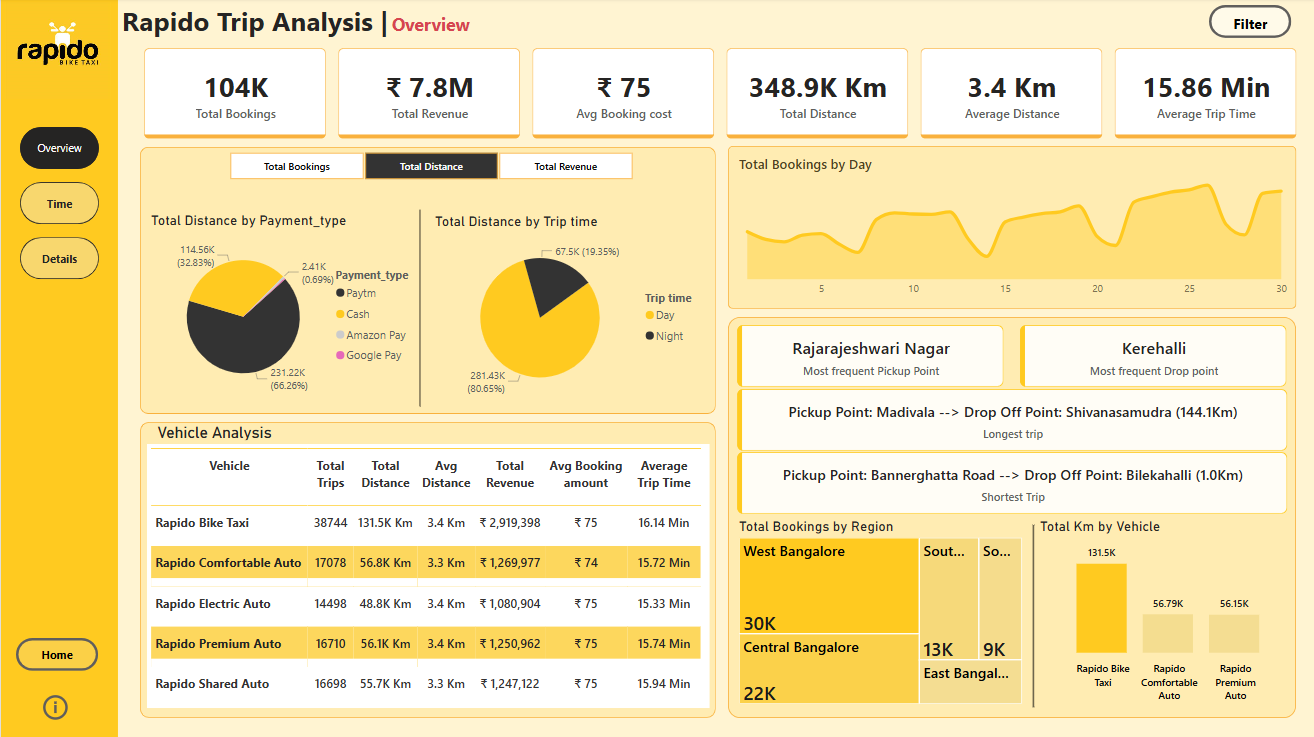 rapido
BIKE TAXI
Rapido Trip Analysis | Overview
Filter
Overview
Time
Details
Home
i
104K
Total Bookings
₹ 7.8M
Total Revenue
₹ 75
Avg Booking cost
348.9K Km
Total Distance
3.4 Km
Average Distance
15.86 Min
Average Trip Time
Total Bookings
Total Distance
Total Revenue
Total Distance by Payment_type
114.56K
(32.83%)
2.41K
(0.69%)
231.22K
(66.26%)
Payment_type
Paytm
Cash
Amazon Pay
Google Pay
Total Distance by Trip time
67.5K (19.35%)
281.43K
(80.65%)
Trip time
Day
Night
Total Bookings by Day
5 10 15 20 25 30
Vehicle Analysis
Vehicle Total Trips Total Distance Avg Distance Total Revenue Avg Booking amount Average Trip Time
Rapido Bike Taxi 38744 131.5K Km 3.4 Km ₹ 2,919,398 ₹ 75 16.14 Min
Rapido Comfortable Auto 17078 56.8K Km 3.3 Km ₹ 1,269,977 ₹ 74 15.72 Min
Rapido Electric Auto 14498 48.8K Km 3.4 Km ₹ 1,080,904 ₹ 75 15.33 Min
Rapido Premium Auto 16710 56.1K Km 3.4 Km ₹ 1,250,962 ₹ 75 15.74 Min
Rapido Shared Auto 16698 55.7K Km 3.3 Km ₹ 1,247,122 ₹ 75 15.94 Min
Rajarajeshwari Nagar
Most frequent Pickup Point
Kerehalli
Most frequent Drop point
Pickup Point: Madivala --> Drop Off Point: Shivanasamudra (144.1Km)
Longest trip
Pickup Point: Bannerghatta Road --> Drop Off Point: Bilekahalli (1.0Km)
Shortest Trip
Total Bookings by Region
West Bangalore
30K
Central Bangalore
22K
Sout...
13K
So...
9K
East Bangal...
Total Km by Vehicle
131.5K
56.79K
56.15K
Rapido Bike
Taxi
Rapido
Comfortable
Auto
Rapido
Premium
Auto